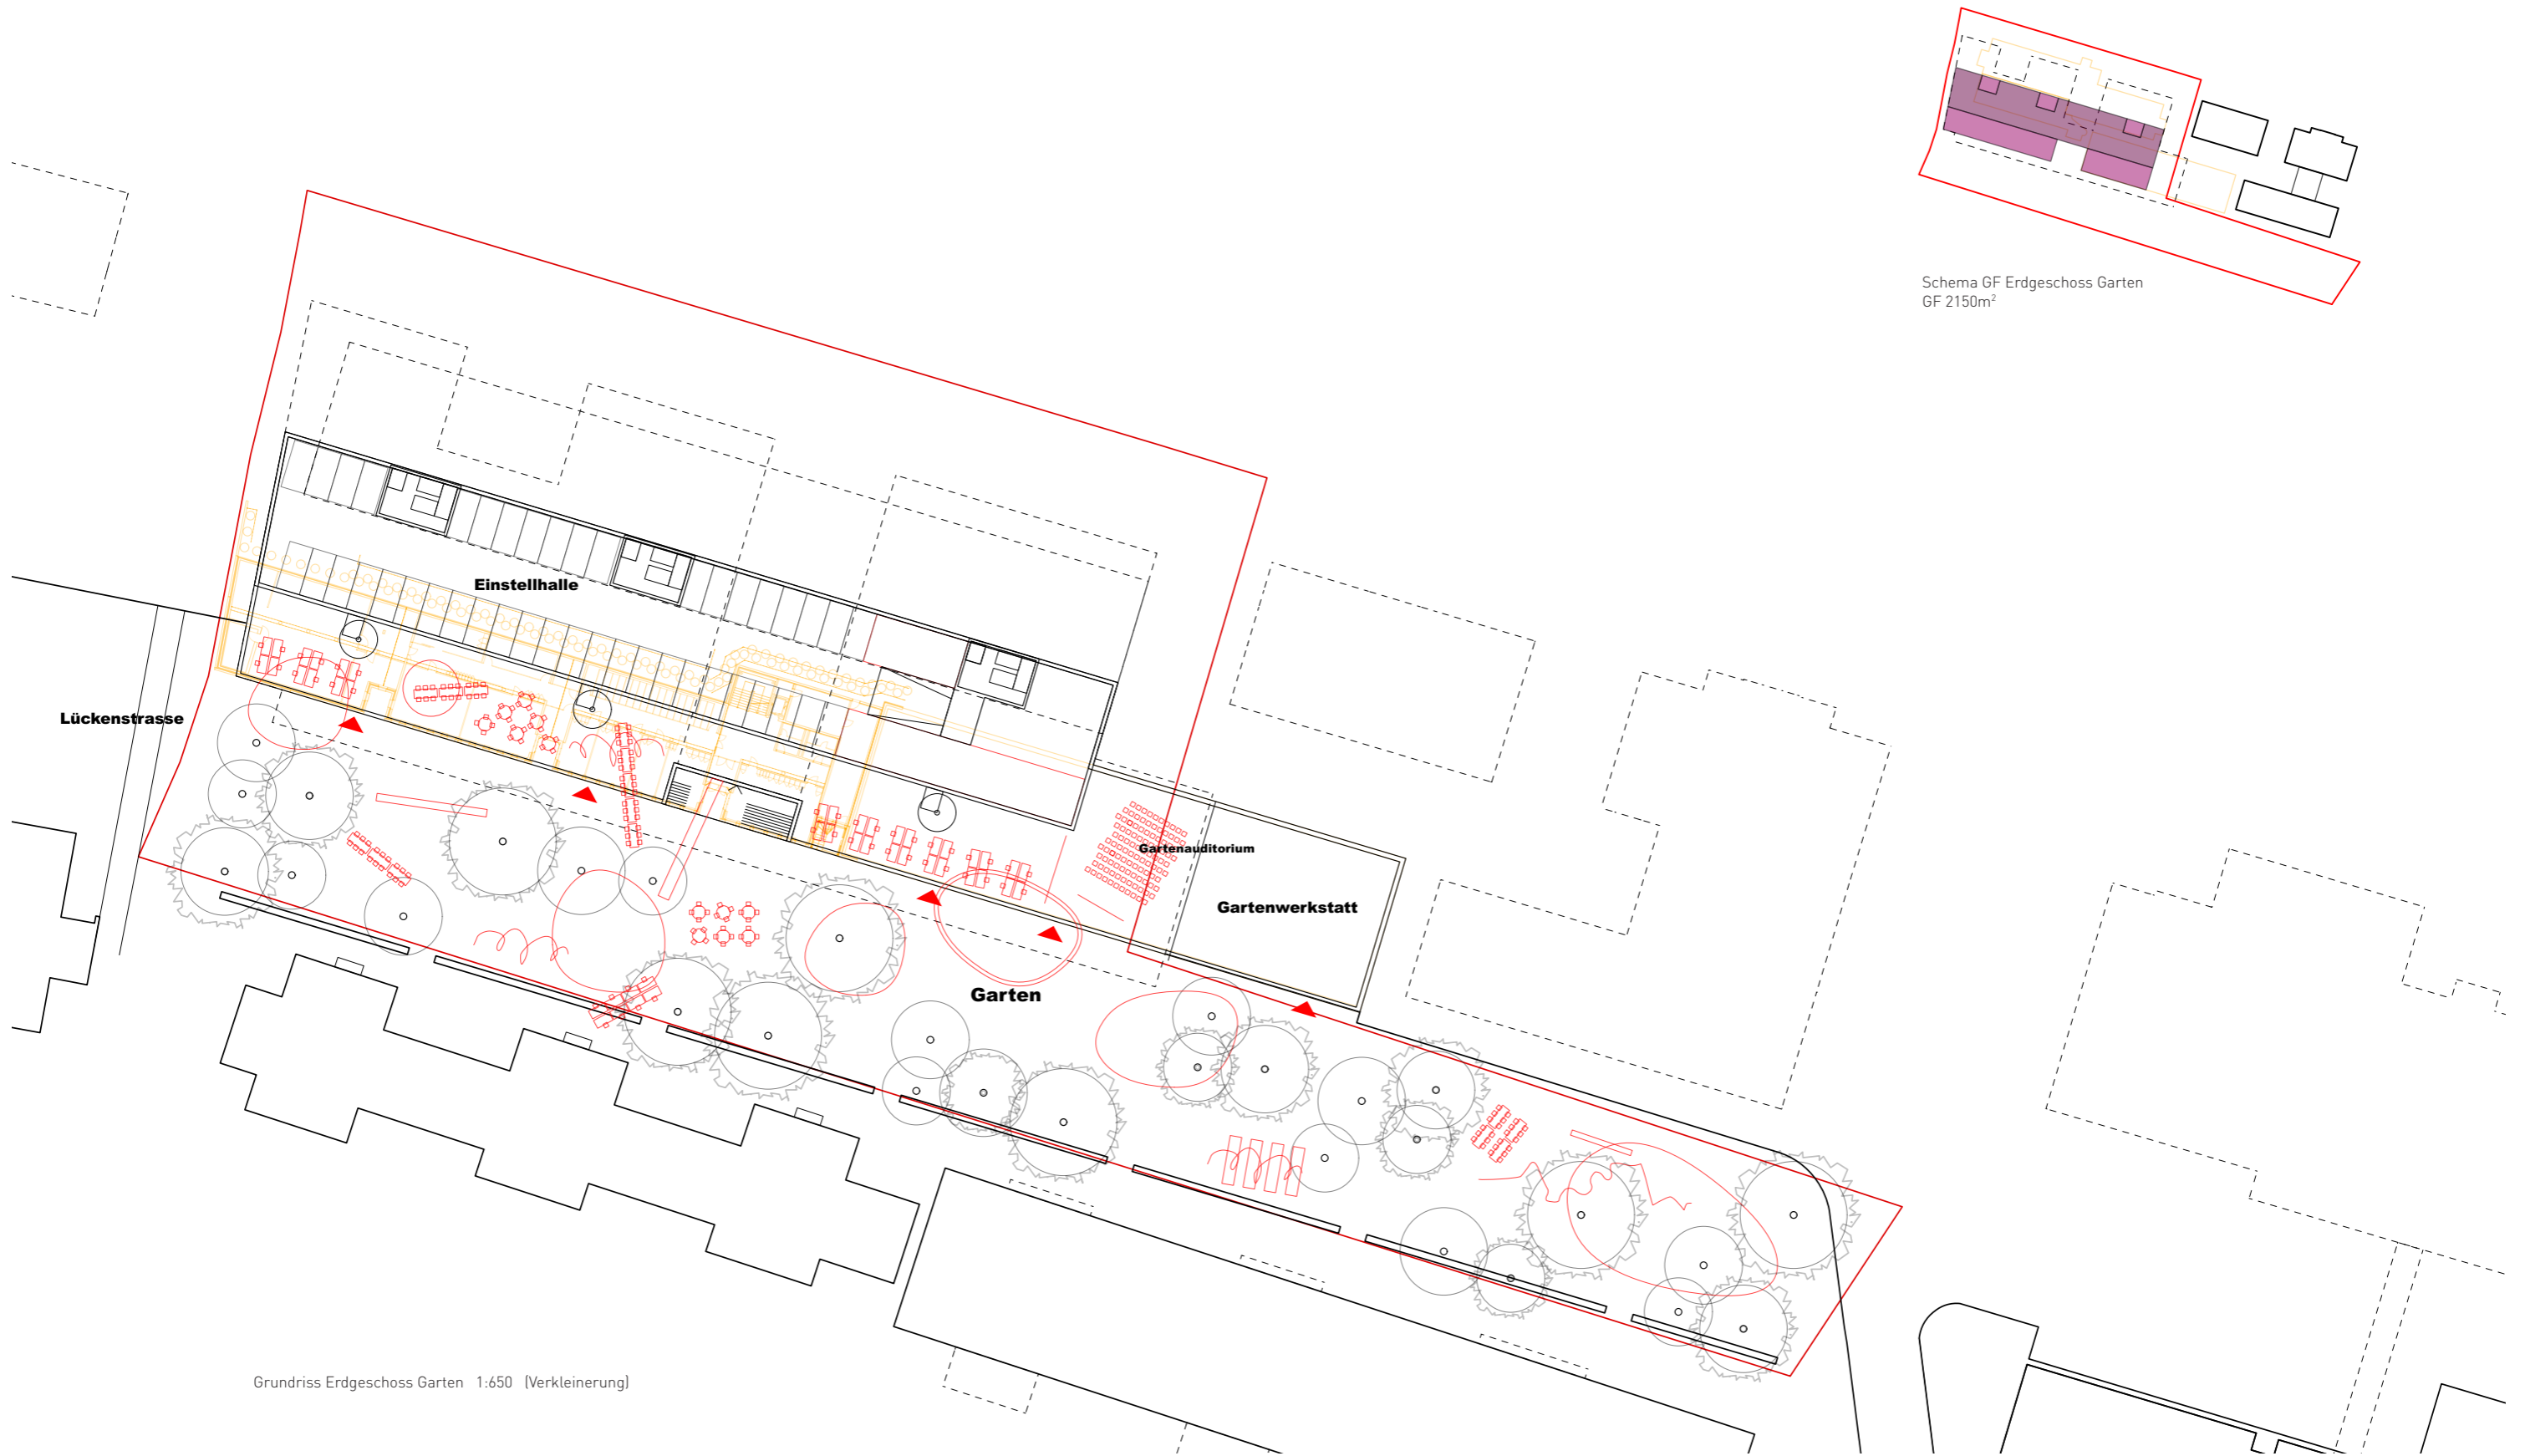 Schema GF Erdgeschoss Garten
GF 2150m²
Einstellhalle
Lückenstrasse
Gartenauditorium
Gartenwerkstatt
Garten
Grundriss Erdgeschoss Garten 1:650 (Verkleinerung)